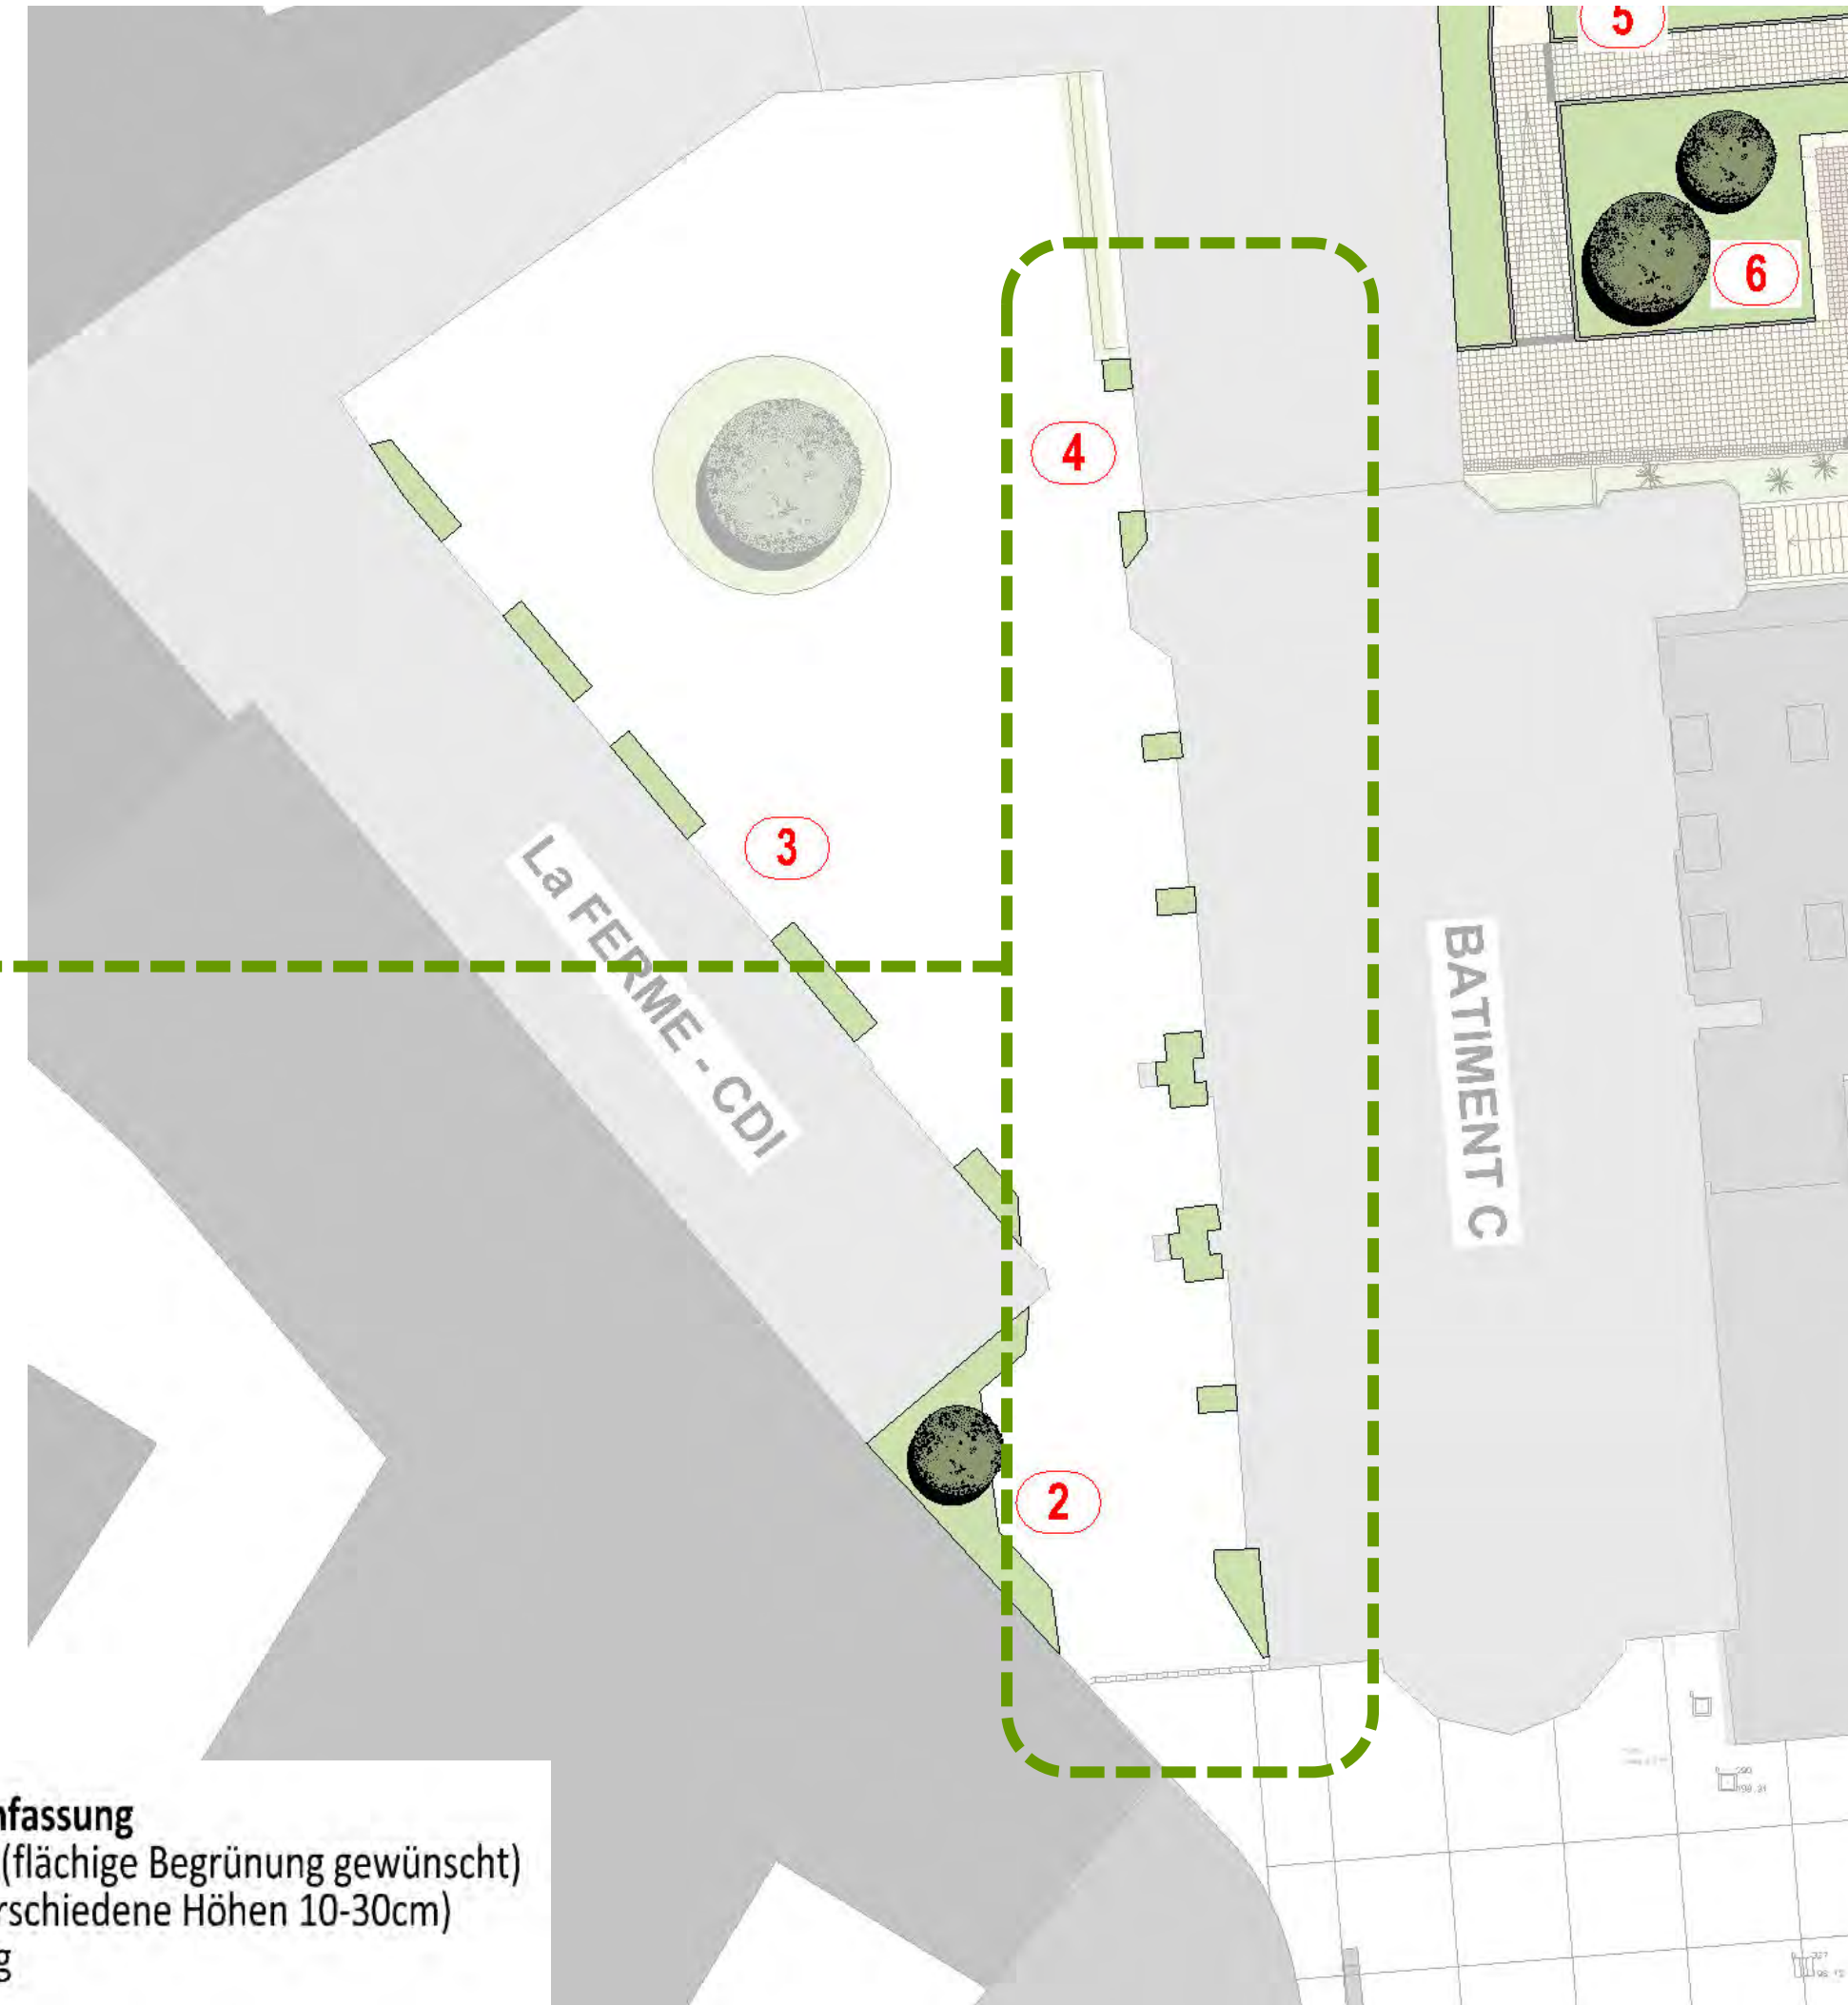 5
6
4
3
La FERME - CDI
BATIMENT C
2
nfassung
(flächige Begrünung gewünscht)
rschiedene Höhen 10-30cm)
g